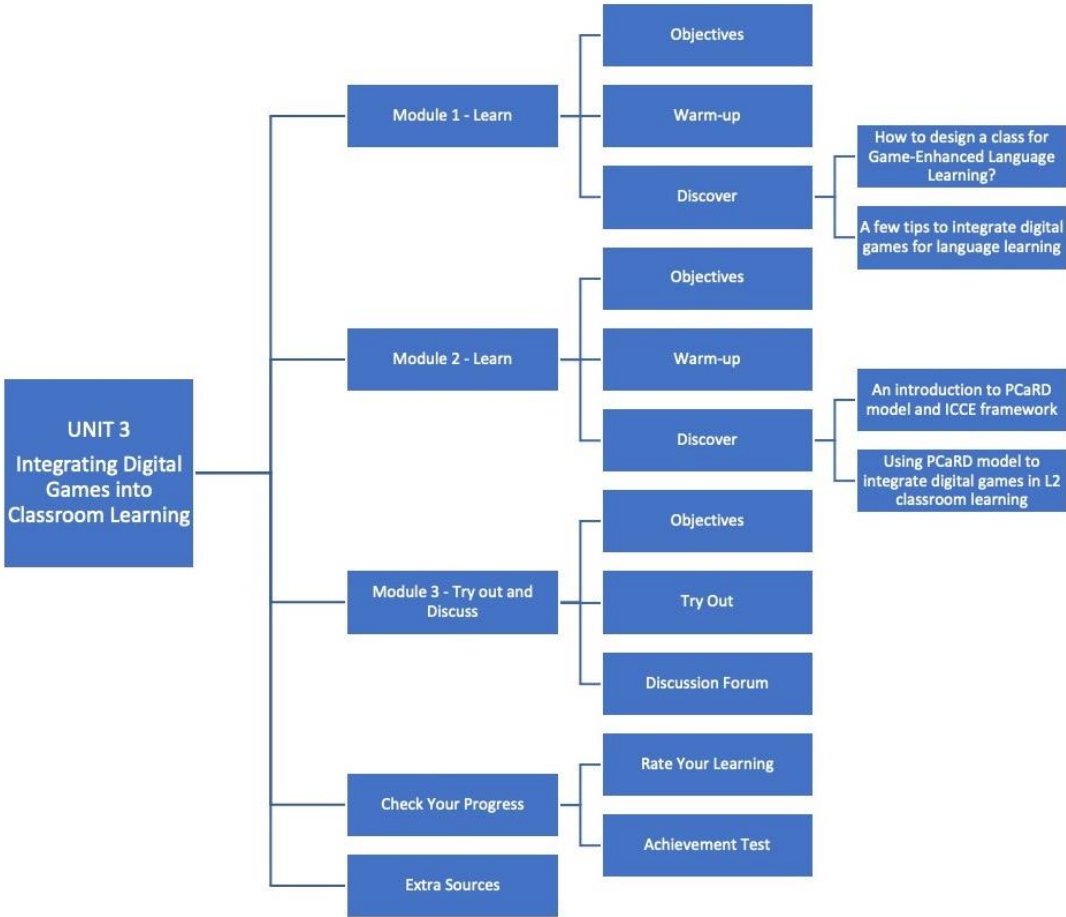 UNIT 3
Integrating Digital
Games into
Classroom Learning
Module 1 - Learn
Objectives
Warm-up
Discover
How to design a class for
Game-Enhanced Language
Learning?
A few tips to integrate digital
games for language learning
Module 2 - Learn
Objectives
Warm-up
Discover
An introduction to PCaRD
model and ICCE framework
Using PCaRD model to
integrate digital games in L2
classroom learning
Module 3 - Try out and
Discuss
Objectives
Try Out
Discussion Forum
Check Your Progress
Rate Your Learning
Achievement Test
Extra Sources